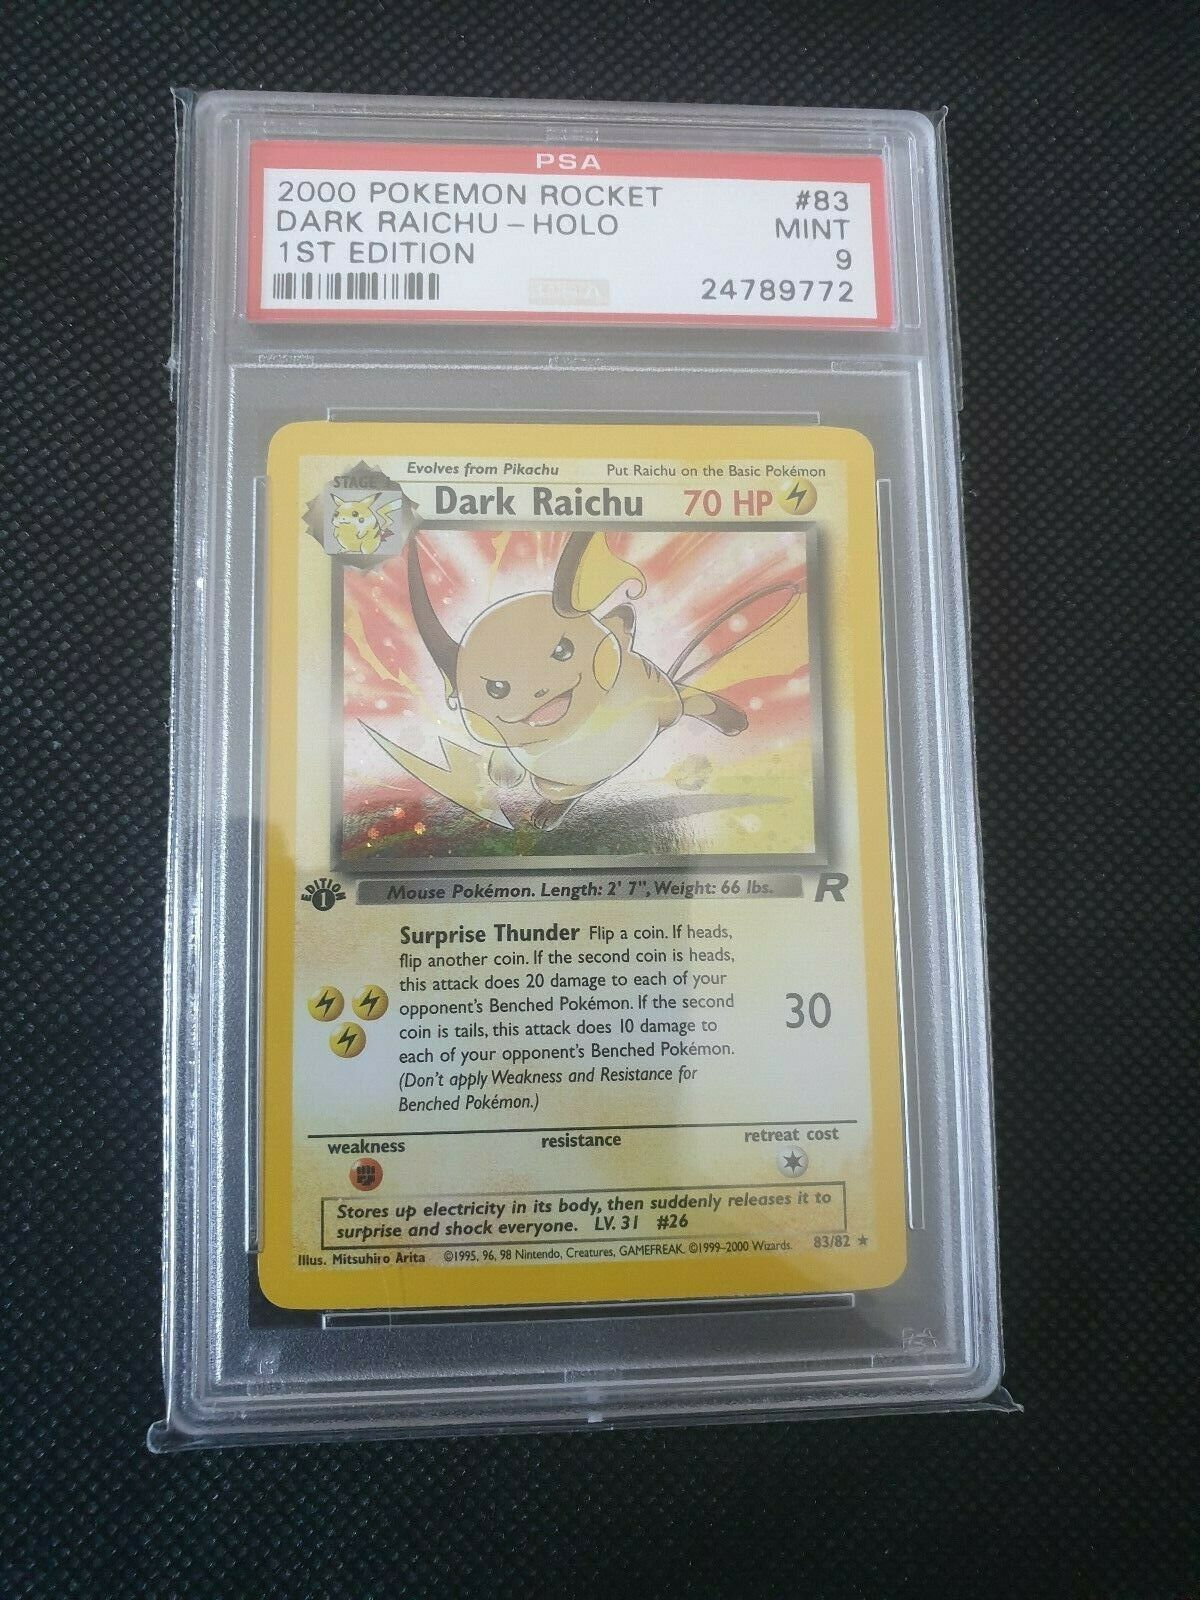 PSA
2000 POKEMON ROCKET #83
DARK RAICHU - HOLO MINT
1ST EDITION 9
24789772
Evolves from Pikachu Put Raichu on the Basic Pokémon
STAGE 1
Dark Raichu 70 HP
EDITION 1
Mouse Pokémon. Length: 2' 7", Weight: 66 lbs. R
Surprise Thunder Flip a coin. If heads,
flip another coin. If the second coin is heads,
this attack does 20 damage to each of your
opponent's Benched Pokémon. If the second
coin is tails, this attack does 10 damage to
each of your opponent's Benched Pokémon.
(Don't apply Weakness and Resistance for
Benched Pokémon.)
30
weakness resistance retreat cost
Stores up electricity in its body, then suddenly releases it to
surprise and shock everyone. LV. 31 #26
Illus. Mitsuhiro Arita ©1995, 96, 98 Nintendo, Creatures, GAMEFREAK. ©1999-2000 Wizards. 83/82 ★
PSA